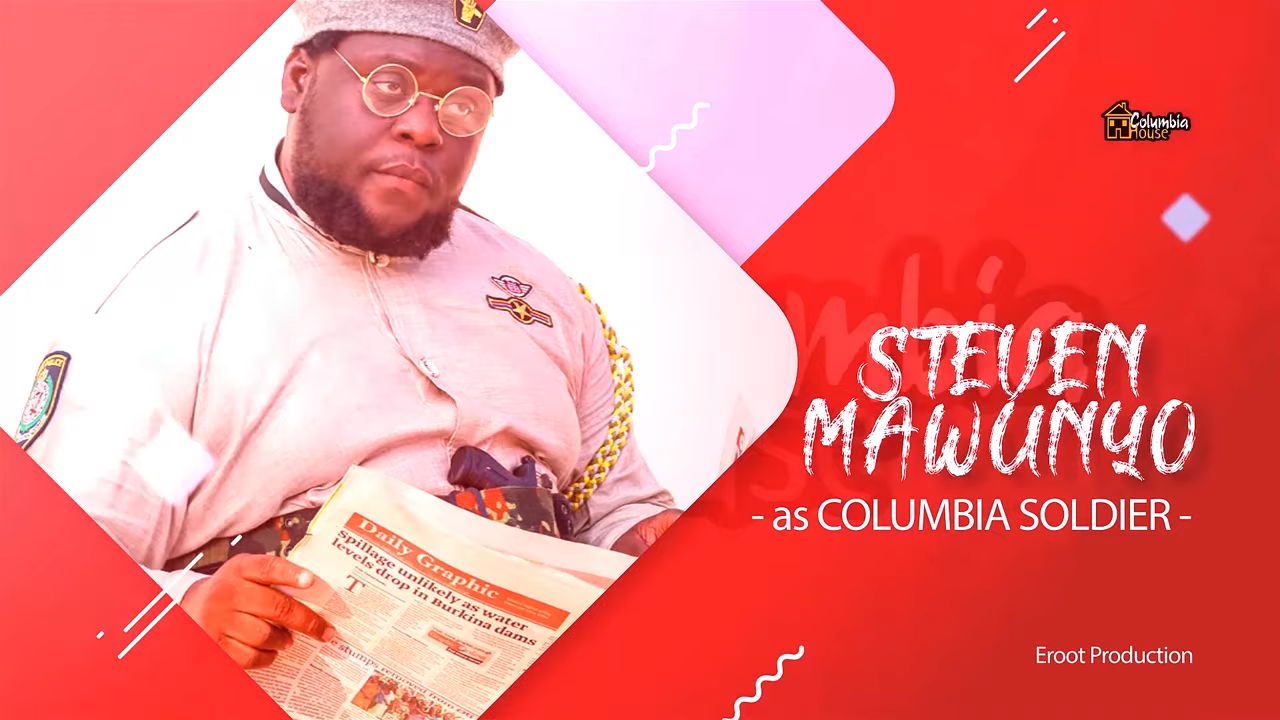 Columbia
House
STEVEN
MAWUNYO
- as COLUMBIA SOLDIER -
Daily Graphic
spillage unlikely as water
levels drop in Burkina dams
Eroot Production